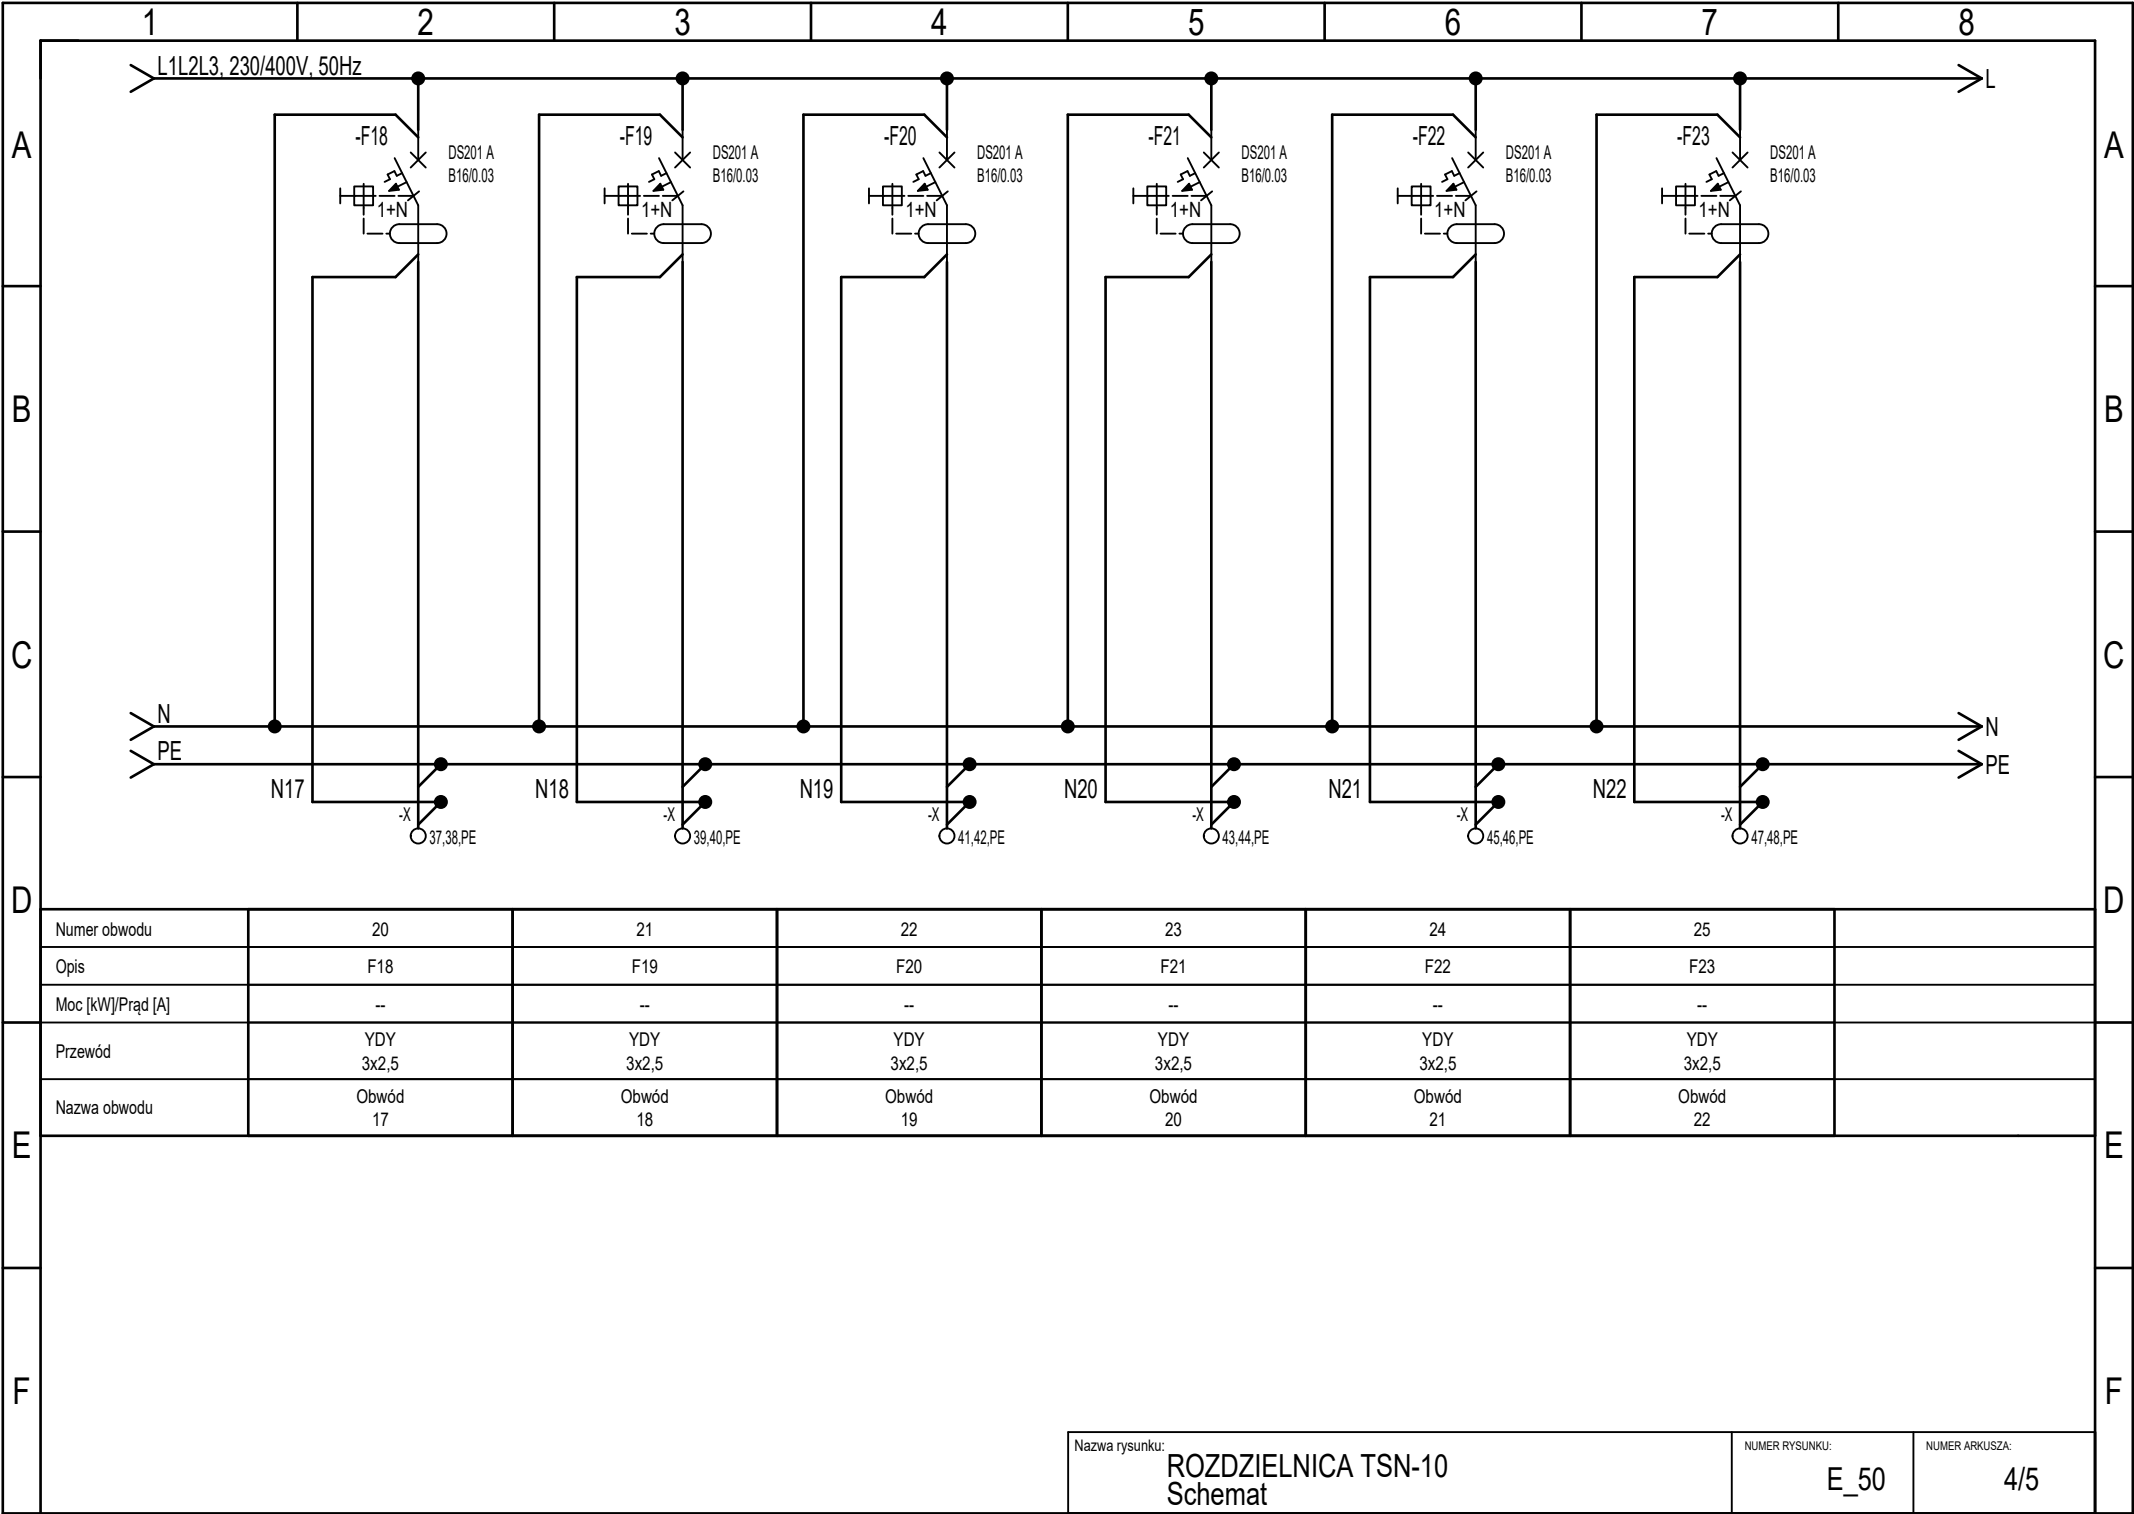 1 2 3 4 5 6 7 8
L1L2L3, 230/400V, 50Hz
L
A A
-F18 -F19 -F20 -F21 -F22 -F23
DS201 A DS201 A DS201 A DS201 A DS201 A DS201 A
B16/0.03 B16/0.03 B16/0.03 B16/0.03 B16/0.03 B16/0.03
1+N 1+N 1+N 1+N 1+N 1+N
B B
C C
N N
PE PE
N17 N18 N19 N20 N21 N22
-X -X -X -X -X -X
37,38,PE 39,40,PE 41,42,PE 43,44,PE 45,46,PE 47,48,PE
D D
Numer obwodu 20 21 22 23 24 25
Opis F18 F19 F20 F21 F22 F23
Moc [kW]/Prąd [A] -- -- -- -- -- --
Przewód YDY YDY YDY YDY YDY YDY
3x2,5 3x2,5 3x2,5 3x2,5 3x2,5 3x2,5
Nazwa obwodu Obwód Obwód Obwód Obwód Obwód Obwód
17 18 19 20 21 22
E E
F F
Nazwa rysunku:
ROZDZIELNICA TSN-10
Schemat
NUMER RYSUNKU:
E_50
NUMER ARKUSZA:
4/5